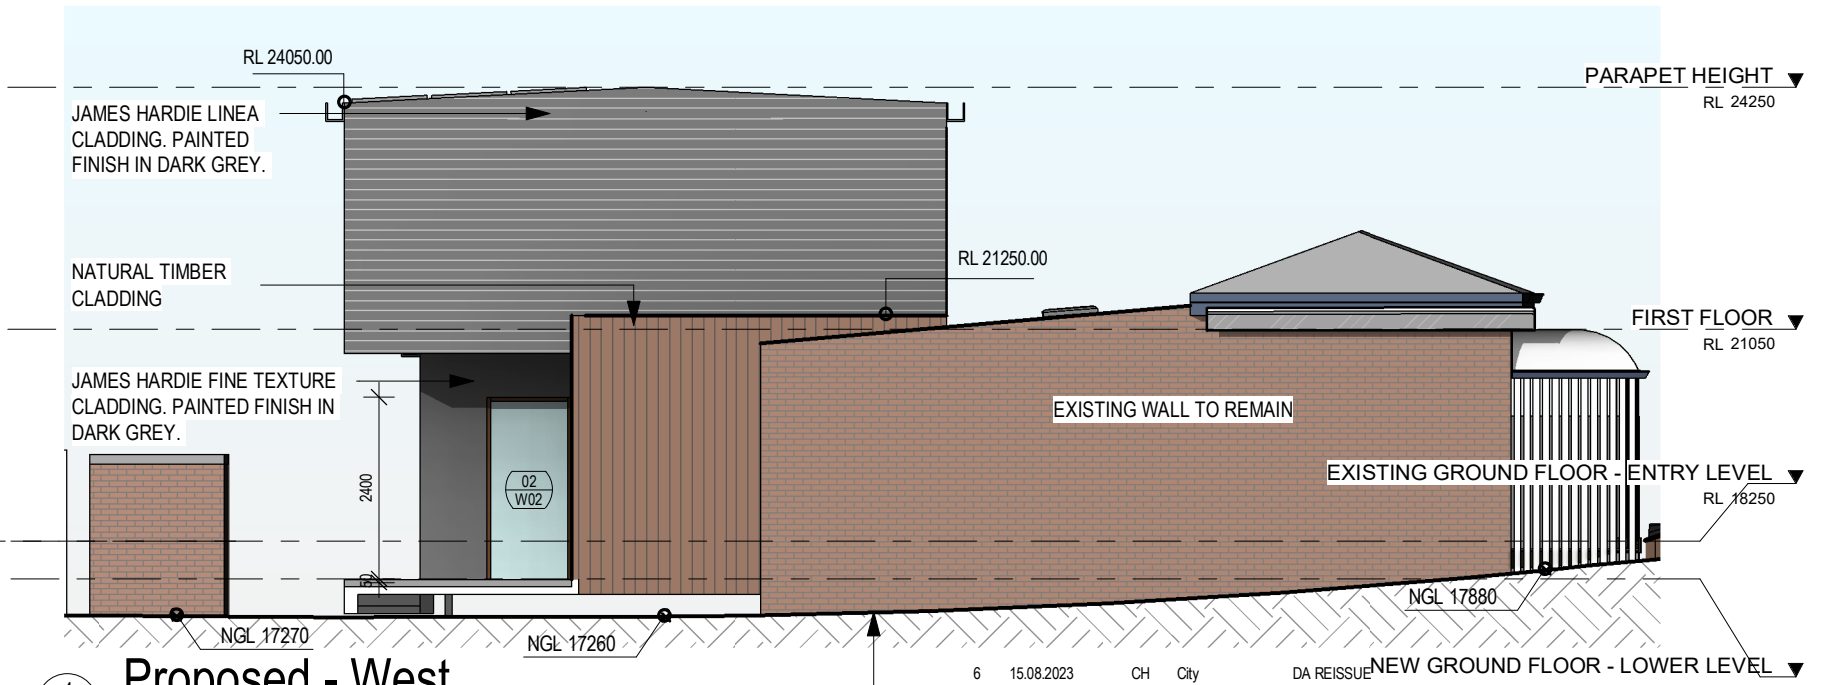 RL 24050.00
PARAPET HEIGHT
RL 24250
JAMES HARDIE LINEA
CLADDING. PAINTED
FINISH IN DARK GREY.
NATURAL TIMBER
CLADDING
RL 21250.00
FIRST FLOOR
RL 21050
JAMES HARDIE FINE TEXTURE
CLADDING. PAINTED FINISH IN
DARK GREY.
EXISTING WALL TO REMAIN
2400
02
W02
EXISTING GROUND FLOOR - ENTRY LEVEL
RL 18250
50
NGL 17270
NGL 17260
NGL 17880
Proposed - West
6 15.08.2023 CH City DA REISSUE
NEW GROUND FLOOR - LOWER LEVEL